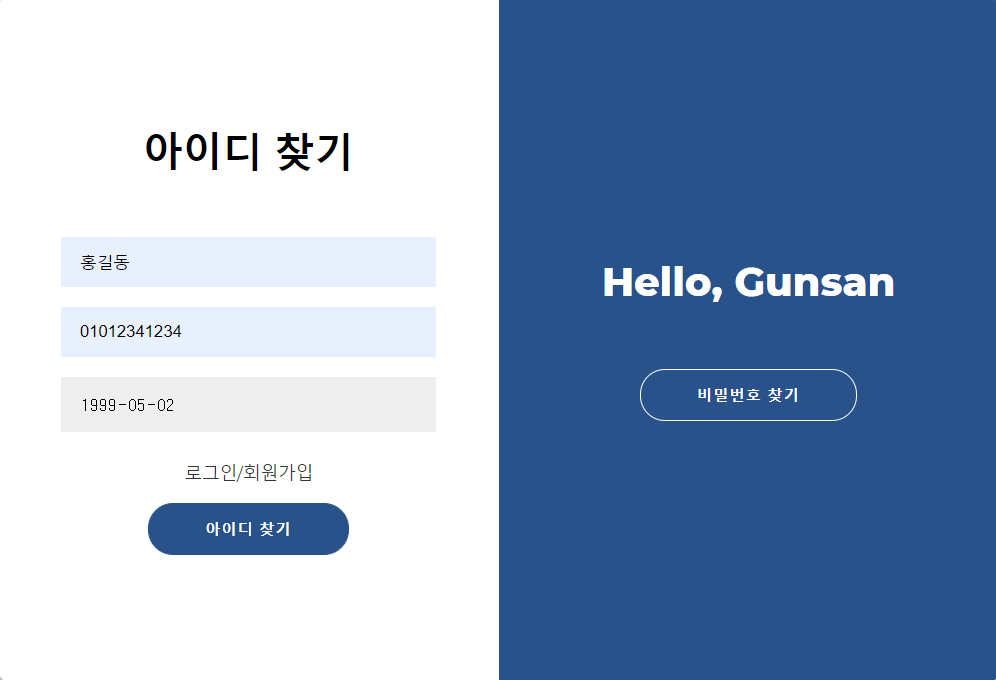 아이디 찾기
홍길동
01012341234
1999-05-02
로그인/회원가입
아이디 찾기
Hello, Gunsan
비밀번호 찾기